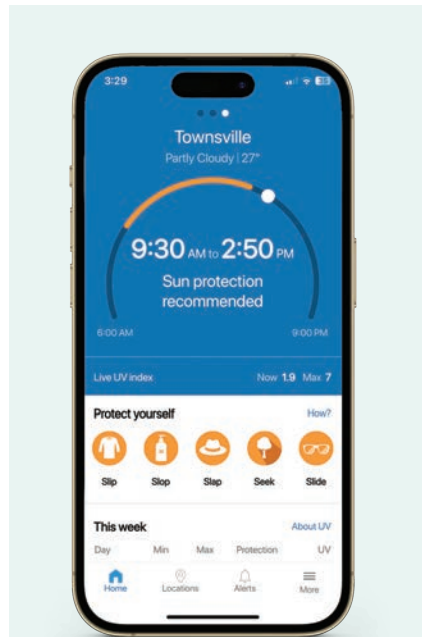 3:29
33
Townsville
Partly Cloudy | 27°
9:30 AM to 2:50 PM
Sun protection
recommended
6:00 AM 9:00 PM
Live UV index Now 1.9 Max 7
Protect yourself How?
Slip Slop Slap Seek Slide
This week About UV
Day Min Max Protection UV
Home Locations Alerts More